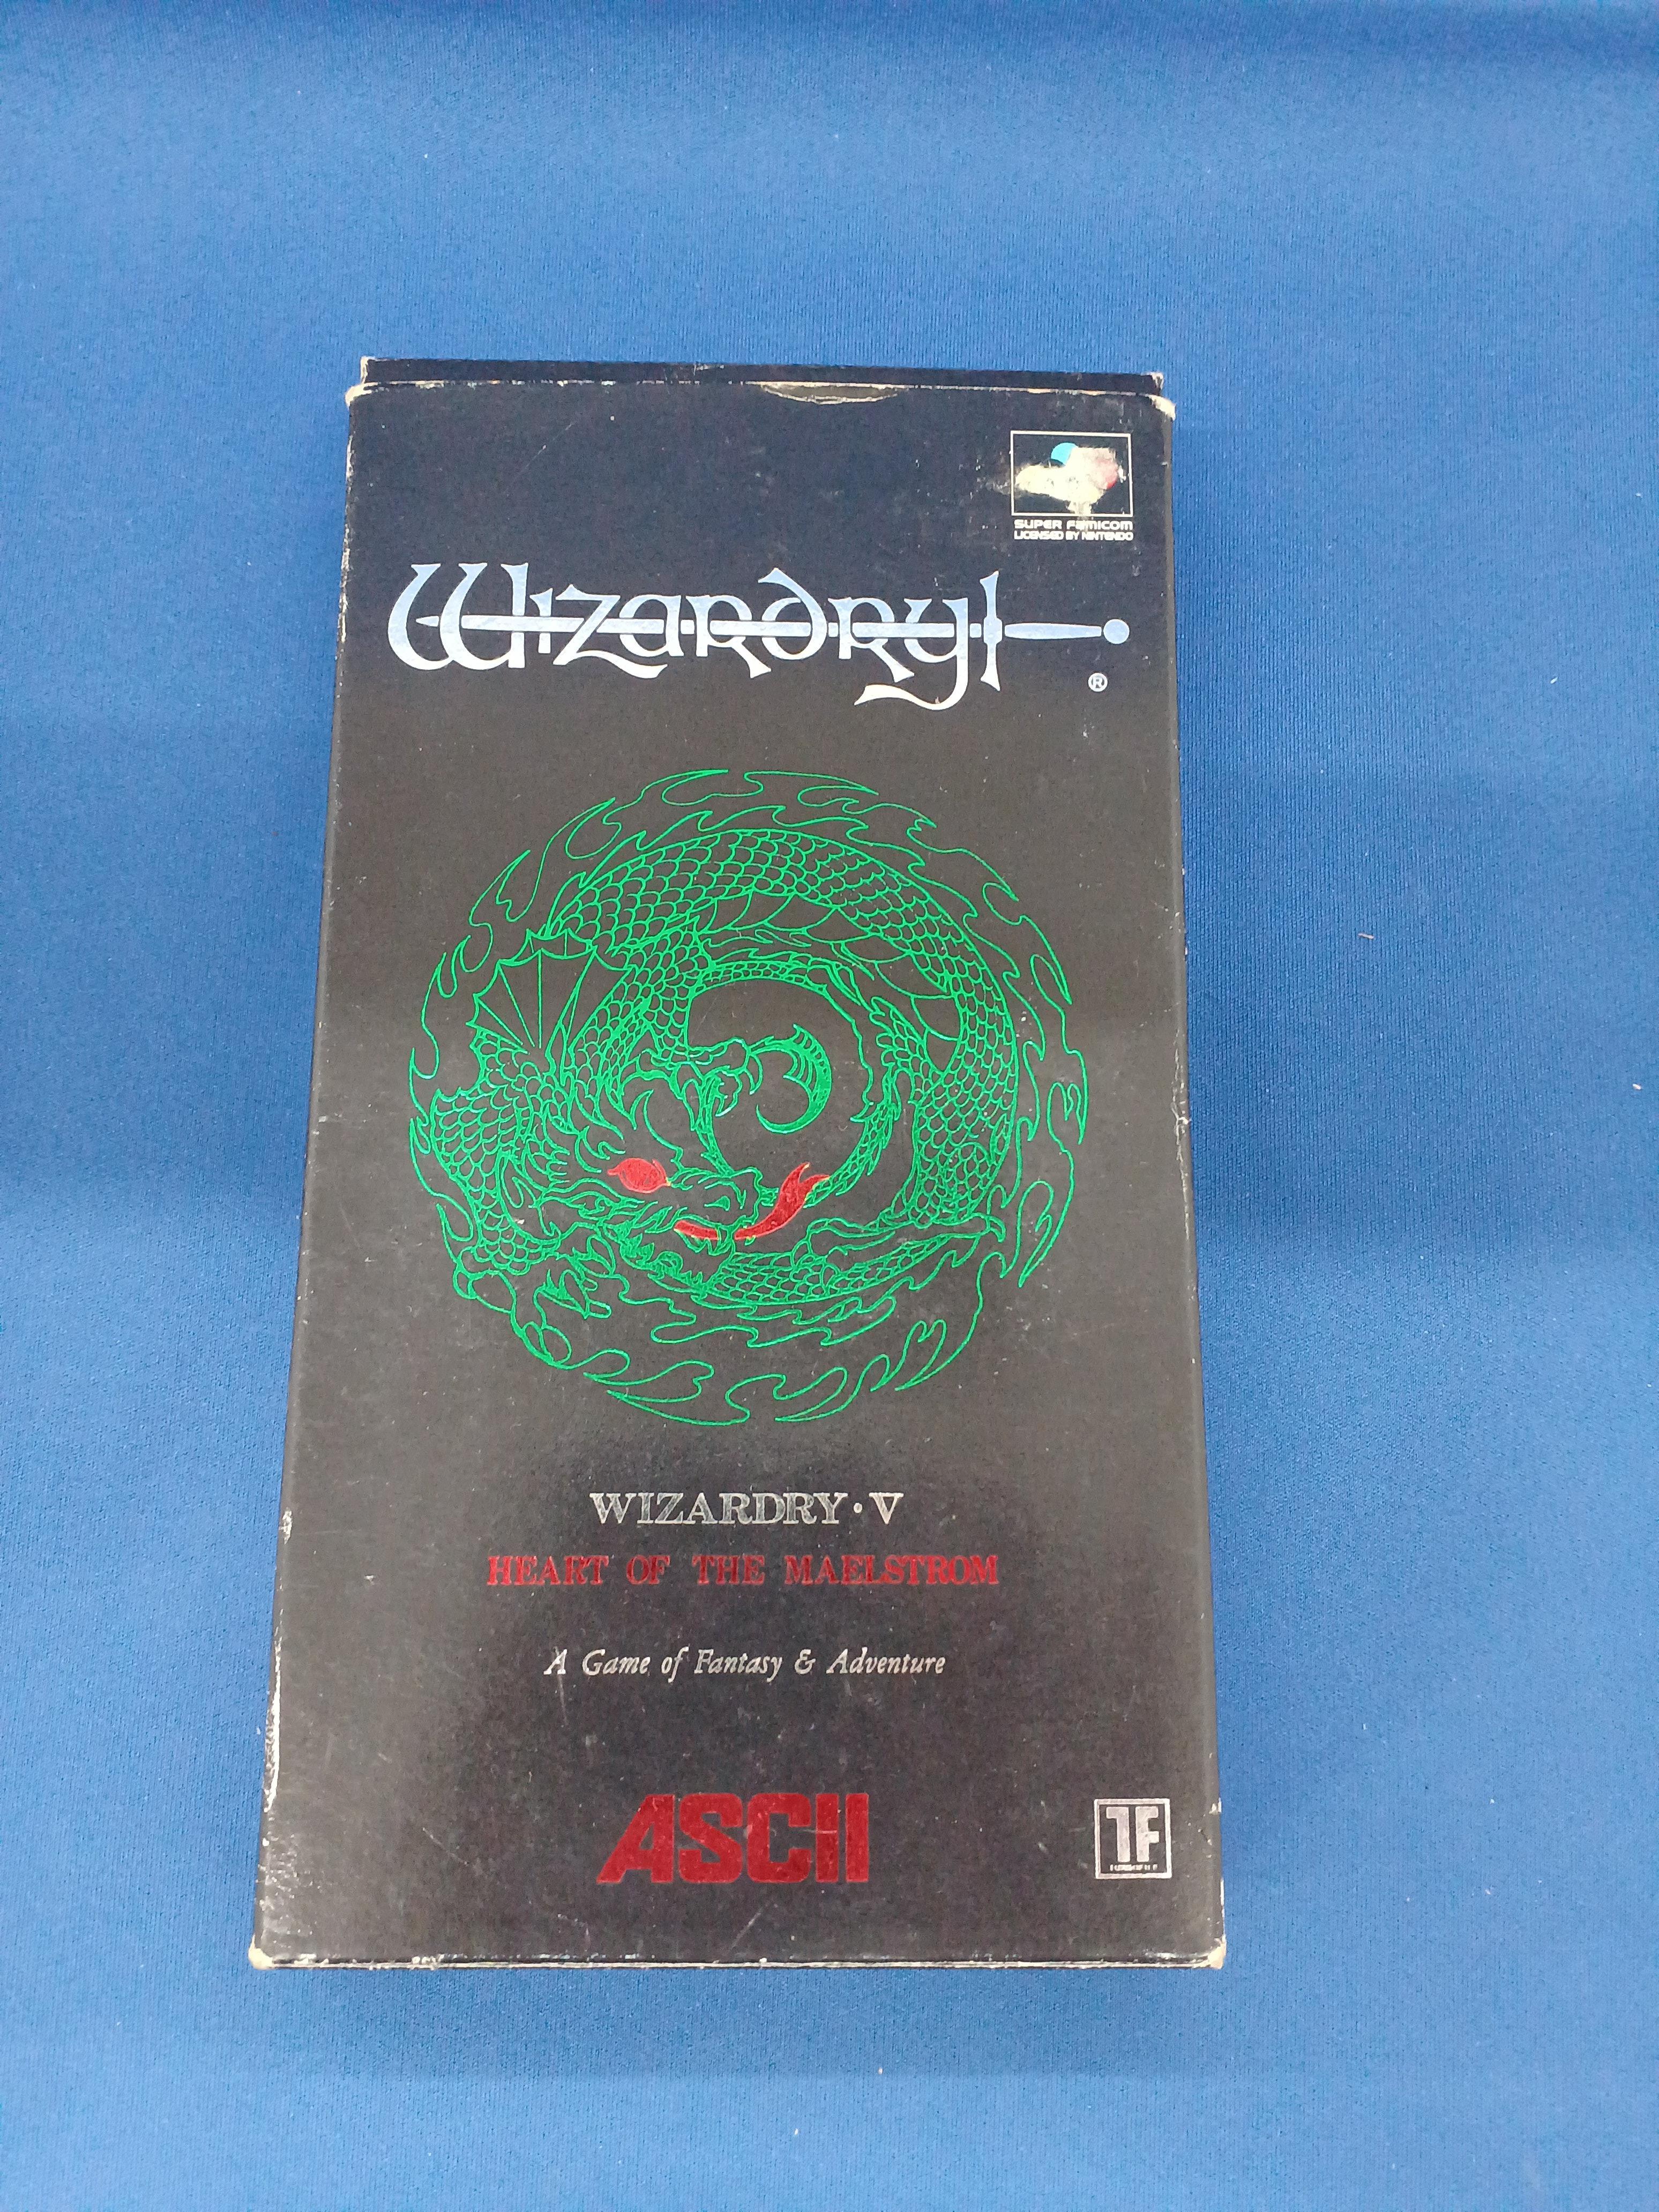 SUPER FAMICOM
LICENSED BY NINTENDO
Wizardry
®
WIZARDRY·V
HEART OF THE MAELSTROM
A Game of Fantasy & Adventure
ASCII
TF